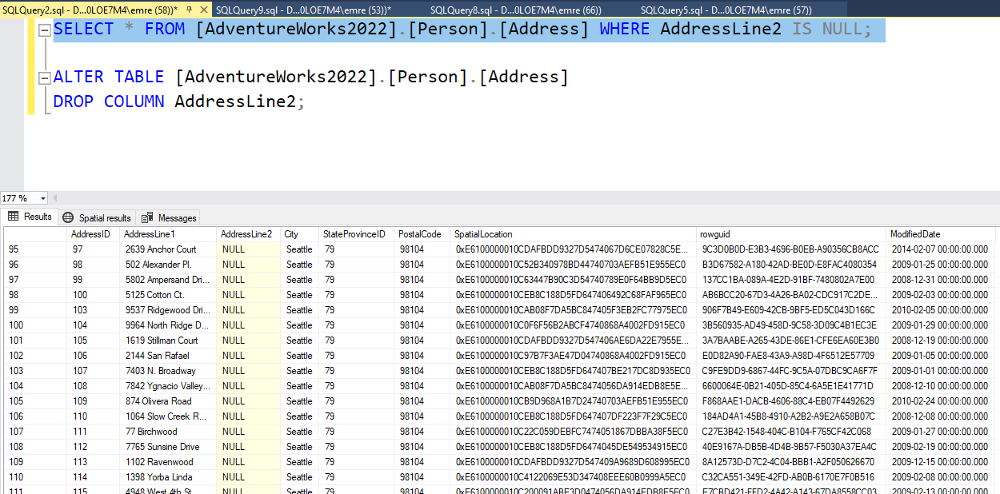 SQLQuery2.sql - D...0LOE7M4\emre (58))* SQLQuery9.sql - D...0LOE7M4\emre (53))* SQLQuery8.sql - D...0LOE7M4\emre (66)) SQLQuery5.sql - D...0LOE7M4\emre (57))
SELECT * FROM [AdventureWorks2022].[Person].[Address] WHERE AddressLine2 IS NULL;
ALTER TABLE [AdventureWorks2022].[Person].[Address]
DROP COLUMN AddressLine2;
177 %
Results Spatial results Messages
AddressID AddressLine1 AddressLine2 City StateProvinceID PostalCode SpatialLocation rowguid ModifiedDate
95 97 2639 Anchor Court NULL Seattle 79 98104 0xE6100000010CDAFBDD9327D5474067D6CE07828C5E... 9C3D0B0D-E3B3-4696-B0EB-A90356CB8ACC 2014-02-07 00:00:00.000
96 98 502 Alexander Pl. NULL Seattle 79 98104 0xE6100000010C52B340978BD44740703AEFB51E955EC0 B3D67582-A180-42AD-BE0D-E8FAC4080354 2009-01-25 00:00:00.000
97 99 5802 Ampersand Dri... NULL Seattle 79 98104 0xE6100000010C63447B90C3D54740789E0F64BB9D5EC0 137CC1BA-089A-4E2D-91BF-7480802A7E00 2008-12-31 00:00:00.000
98 100 5125 Cotton Ct. NULL Seattle 79 98104 0xE6100000010CEB8C188D5FD647406492C68FAF965EC0 AB6BCC20-67D3-4A26-BA02-CDC917C2DE... 2009-02-03 00:00:00.000
99 103 9537 Ridgewood Dri... NULL Seattle 79 98104 0xE6100000010CAB08F7DA5BC847405F3EB2FC77975EC0 906F7B49-E609-42CB-9BF5-ED5C043D166C 2010-02-05 00:00:00.000
100 104 9964 North Ridge D... NULL Seattle 79 98104 0xE6100000010C0F6F56B2ABCF4740868A4002FD915EC0 3B560935-AD49-458D-9C58-3D09C4B1EC3E 2009-01-29 00:00:00.000
101 105 1619 Stillman Court NULL Seattle 79 98104 0xE6100000010CDAFBDD9327D547406AE6DA22E7955E... 3A7BAABE-A265-43DE-86E1-CFE6EA60E3B0 2008-12-19 00:00:00.000
102 106 2144 San Rafael NULL Seattle 79 98104 0xE6100000010C97B7F3AE47D04740868A4002FD915EC0 E0D82A90-FAE8-43A9-A98D-4F6512E57709 2009-01-05 00:00:00.000
103 107 7403 N. Broadway NULL Seattle 79 98104 0xE6100000010CEB8C188D5FD647407BE217DC8D935EC0 C9FE9DD9-6867-44FC-9C5A-07DBC9CA6F7F 2009-01-01 00:00:00.000
104 108 7842 Ygnacio Valley... NULL Seattle 79 98104 0xE6100000010CAB08F7DA5BC8474056DA914EDB8E5E... 6600064E-0B21-405D-85C4-6A5E1E41771D 2008-12-10 00:00:00.000
105 109 874 Olivera Road NULL Seattle 79 98104 0xE6100000010CB9D968A1B7D24740703AEFB51E955EC0 F868AAE1-DACB-4606-88C4-EB07F4492629 2010-02-24 00:00:00.000
106 110 1064 Slow Creek R... NULL Seattle 79 98104 0xE6100000010CEB8C188D5FD647407DF223F7F29C5EC0 184AD4A1-45B8-4910-A2B2-A9E2A658B07C 2008-12-08 00:00:00.000
107 111 77 Birchwood NULL Seattle 79 98104 0xE6100000010C22C059DEBFC7474051867DBBA38F5EC0 C27E3B42-1548-404C-B104-F765CF42C068 2009-01-27 00:00:00.000
108 112 7765 Sunsine Drive NULL Seattle 79 98104 0xE6100000010CEB8C188D5FD6474045DE549534915EC0 40E9167A-DB5B-4D4B-9B57-F5030A37EA4C 2009-02-19 00:00:00.000
109 113 1102 Ravenwood NULL Seattle 79 98104 0xE6100000010CDAFBDD9327D547409A9689D608995EC0 8A12573D-D7C2-4C04-BBB1-A2F050626670 2009-12-15 00:00:00.000
110 114 1398 Yorba Linda NULL Seattle 79 98104 0xE6100000010C4122069E53D347408EEE60B0999A5EC0 C32CA551-349E-42FD-AB0B-6170E7F0B516 2009-02-08 00:00:00.000
111 115 4948 West 4th St NULL Seattle 79 98104 2009-02-13 00:00:00.000